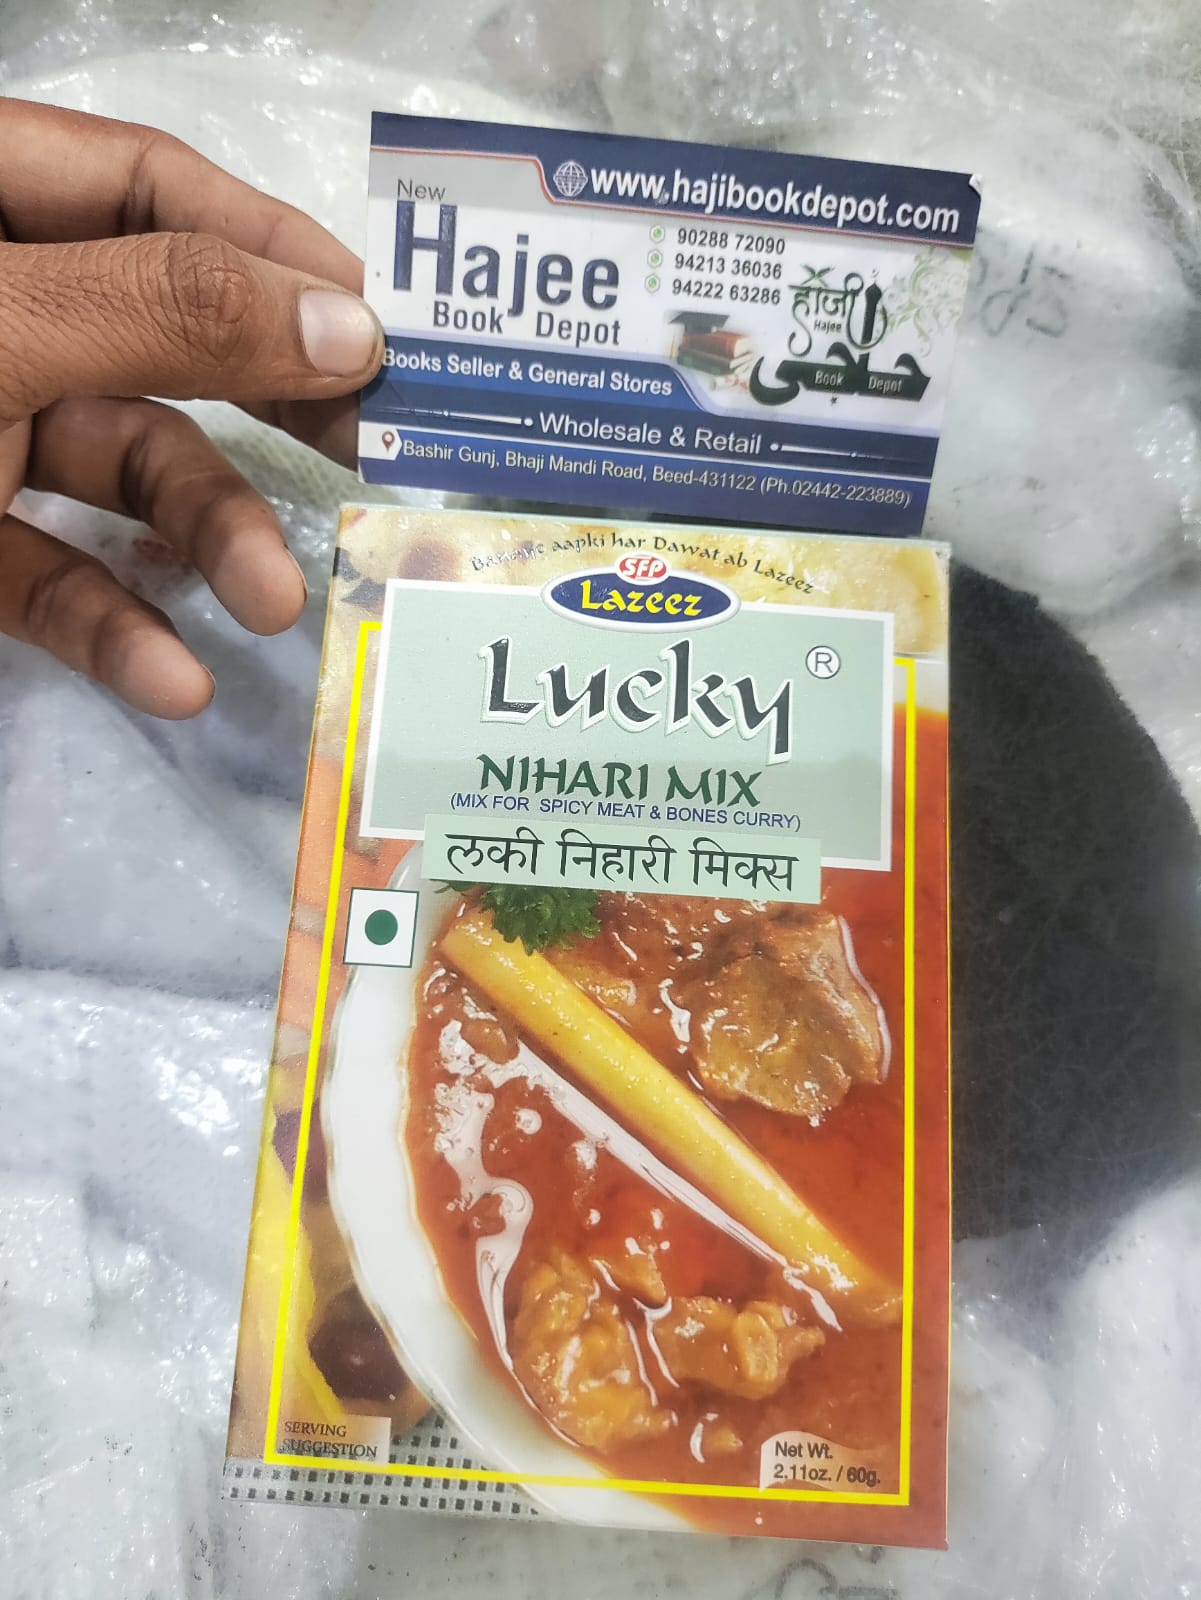 www.hajibookdepot.com
New
Hajee
Book Depot
90288 72090
94213 36036
94222 63286
हाजी
Hajee
حاجی
Book Depot
Books Seller & General Stores
Wholesale & Retail
Bashir Gunj, Bhaji Mandi Road, Beed-431122 (Ph.02442-223889)
Banaye aapki har Dawat ab Lazeez
SFP
Lazeez
Lucky ®
NIHARI MIX
(MIX FOR SPICY MEAT & BONES CURRY)
लकी निहारी मिक्स
SERVING
SUGGESTION
Net Wt.
2.11oz. / 60g.